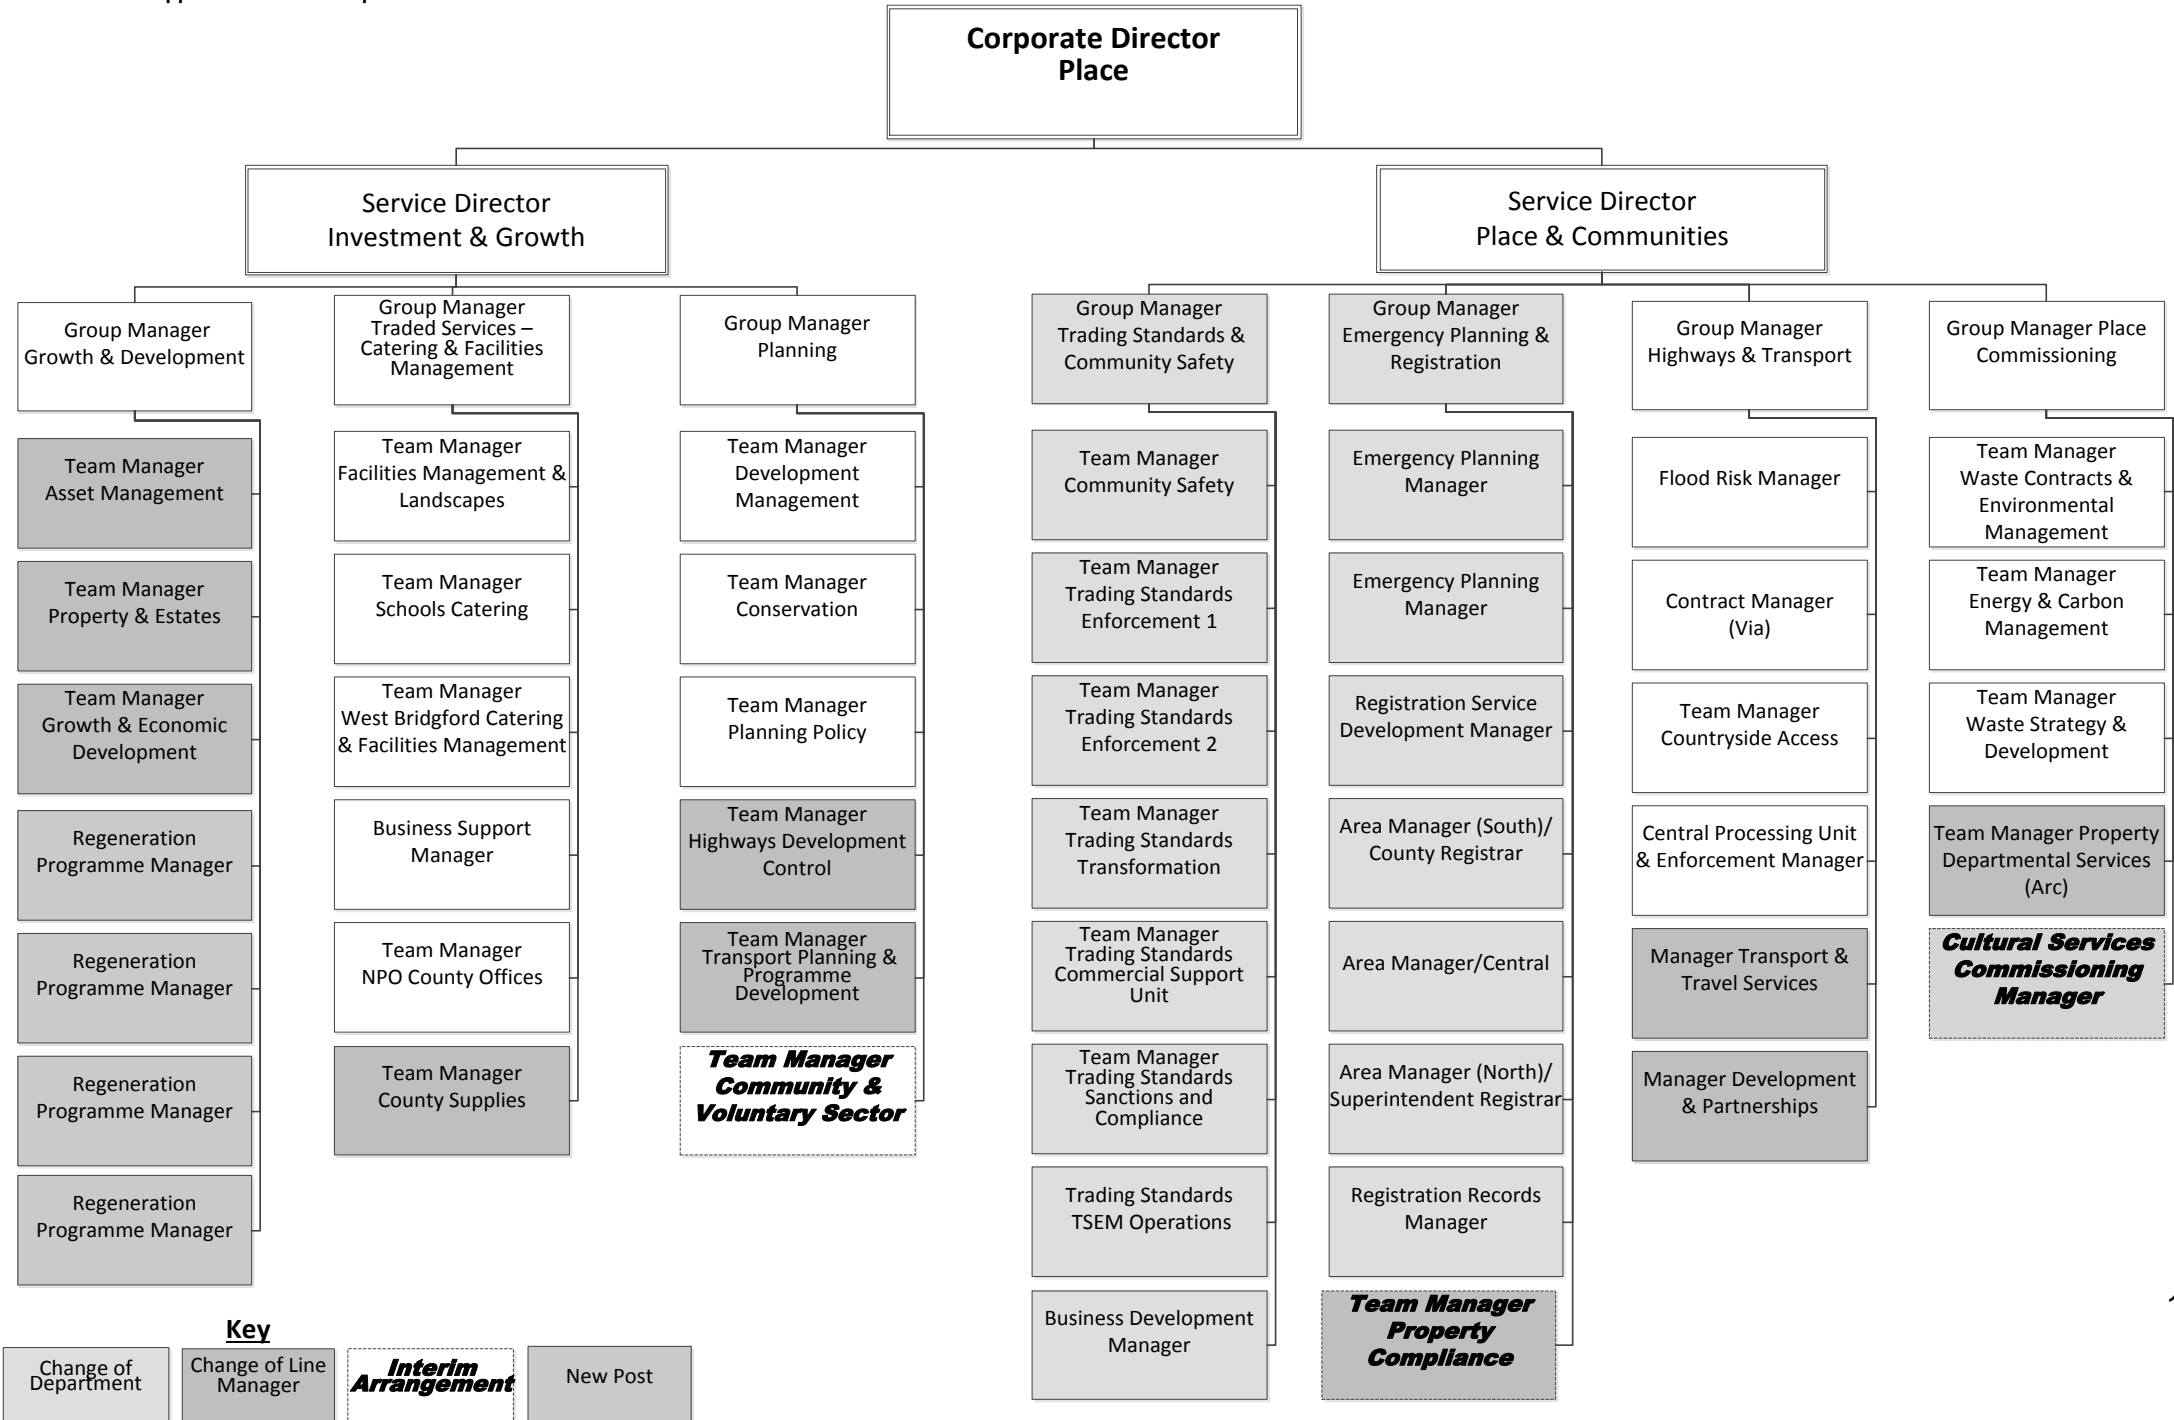 Corporate Director
Place
Service Director
Investment & Growth
Service Director
Place & Communities
Group Manager
Growth & Development
Team Manager
Asset Management
Team Manager
Property & Estates
Team Manager
Growth & Economic
Development
Regeneration
Programme Manager
Regeneration
Programme Manager
Regeneration
Programme Manager
Regeneration
Programme Manager
Group Manager
Traded Services –
Catering & Facilities
Management
Team Manager
Facilities Management &
Landscapes
Team Manager
Schools Catering
Team Manager
West Bridgford Catering
& Facilities Management
Business Support
Manager
Team Manager
NPO County Offices
Team Manager
County Supplies
Group Manager
Planning
Team Manager
Development
Management
Team Manager
Conservation
Team Manager
Planning Policy
Team Manager
Highways Development
Control
Team Manager
Transport Planning &
Programme
Development
Team Manager
Community &
Voluntary Sector
Group Manager
Trading Standards &
Community Safety
Team Manager
Community Safety
Team Manager
Trading Standards
Enforcement 1
Team Manager
Trading Standards
Enforcement 2
Team Manager
Trading Standards
Transformation
Team Manager
Trading Standards
Commercial Support
Unit
Team Manager
Trading Standards
Sanctions and
Compliance
Trading Standards
TSEM Operations
Business Development
Manager
Group Manager
Emergency Planning &
Registration
Emergency Planning
Manager
Emergency Planning
Manager
Registration Service
Development Manager
Area Manager (South)/
County Registrar
Area Manager/Central
Area Manager (North)/
Superintendent Registrar
Registration Records
Manager
Team Manager
Property
Compliance
Group Manager
Highways & Transport
Flood Risk Manager
Contract Manager
(Via)
Team Manager
Countryside Access
Central Processing Unit
& Enforcement Manager
Manager Transport &
Travel Services
Manager Development
& Partnerships
Group Manager Place
Commissioning
Team Manager
Waste Contracts &
Environmental
Management
Team Manager
Energy & Carbon
Management
Team Manager
Waste Strategy &
Development
Team Manager Property
Departmental Services
(Arc)
Cultural Services
Commissioning
Manager
Key
Change of
Department
Change of Line
Manager
Interim
Arrangement
New Post